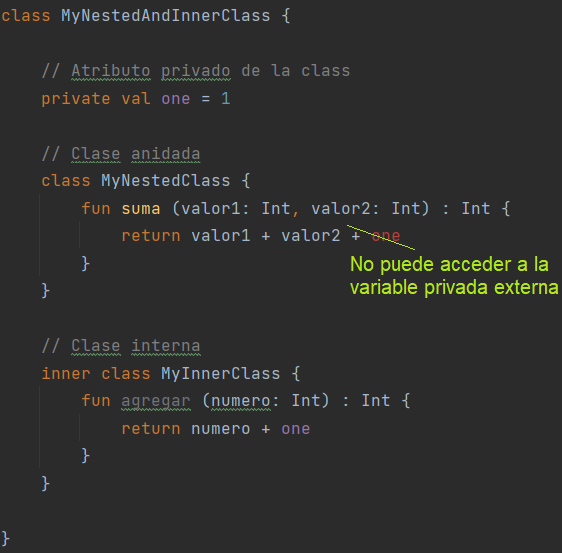 class MyNestedAndInnerClass {
// Atributo privado de la class
private val one = 1
// Clase anidada
class MyNestedClass {
fun suma (valor1: Int, valor2: Int) : Int {
return valor1 + valor2 + one
}
}
No puede acceder a la
variable privada externa
// Clase interna
inner class MyInnerClass {
fun agregar (numero: Int) : Int {
return numero + one
}
}
}